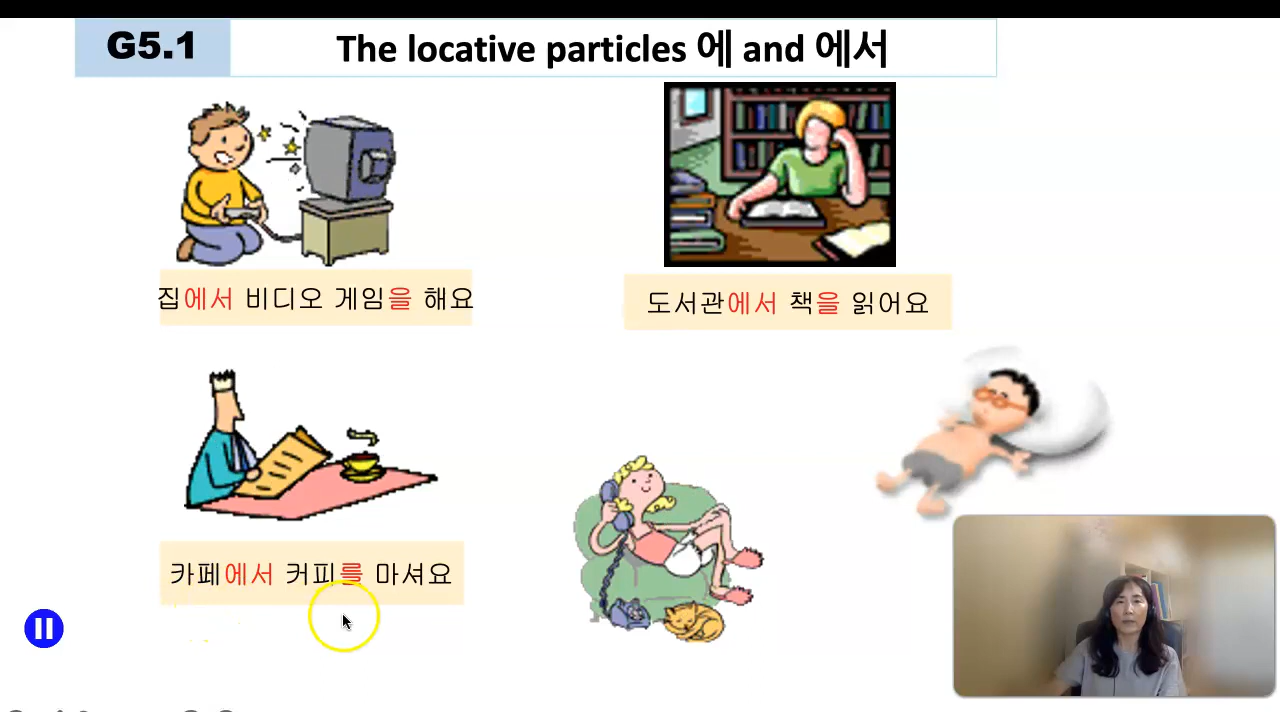 G5.1
The locative particles 에 and 에서
집에서 비디오 게임을 해요
도서관에서 책을 읽어요
카페에서 커피를 마셔요